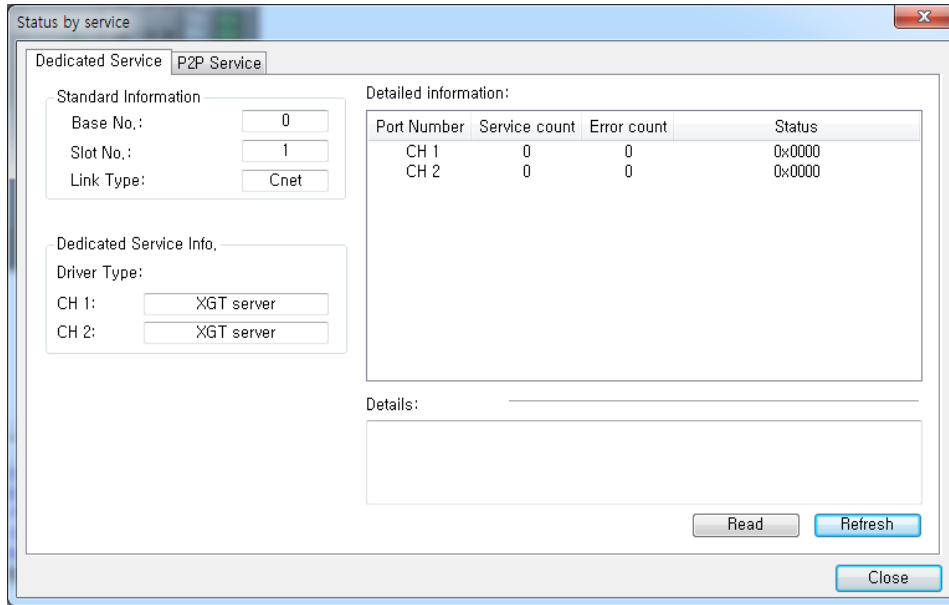 Status by service
Dedicated Service P2P Service
Standard Information
Base No.: 0
Slot No.: 1
Link Type: Cnet
Dedicated Service Info.
Driver Type:
CH 1: XGT server
CH 2: XGT server
Detailed information:
Port Number Service count Error count Status
CH 1 0 0 0x0000
CH 2 0 0 0x0000
Details:
Read Refresh
Close